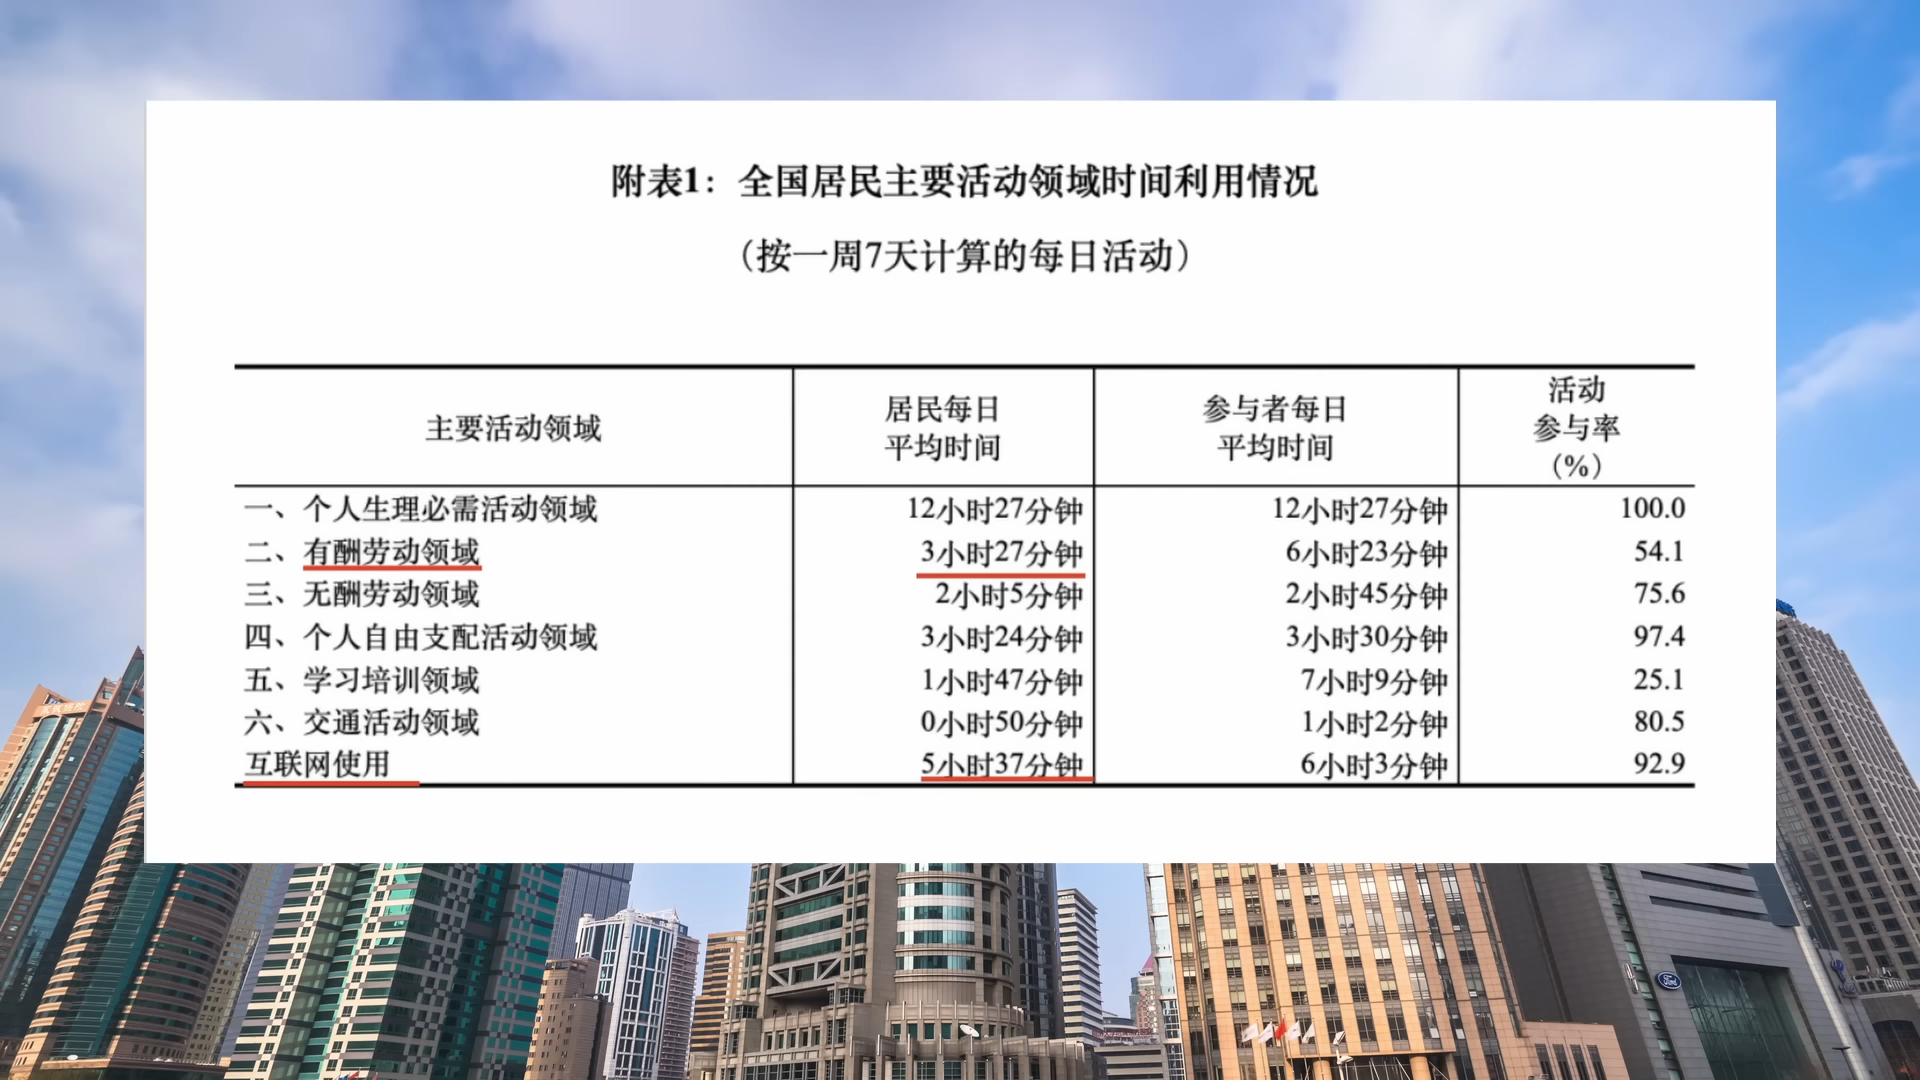 附表1：全国居民主要活动领域时间利用情况
（按一周7天计算的每日活动）
主要活动领域 居民每日平均时间 参与者每日平均时间 活动参与率（%）
一、个人生理必需活动领域 12小时27分钟 12小时27分钟 100.0
二、有酬劳动领域 3小时27分钟 6小时23分钟 54.1
三、无酬劳动领域 2小时5分钟 2小时45分钟 75.6
四、个人自由支配活动领域 3小时24分钟 3小时30分钟 97.4
五、学习培训领域 1小时47分钟 7小时9分钟 25.1
六、交通活动领域 0小时50分钟 1小时2分钟 80.5
互联网使用 5小时37分钟 6小时3分钟 92.9
Ford